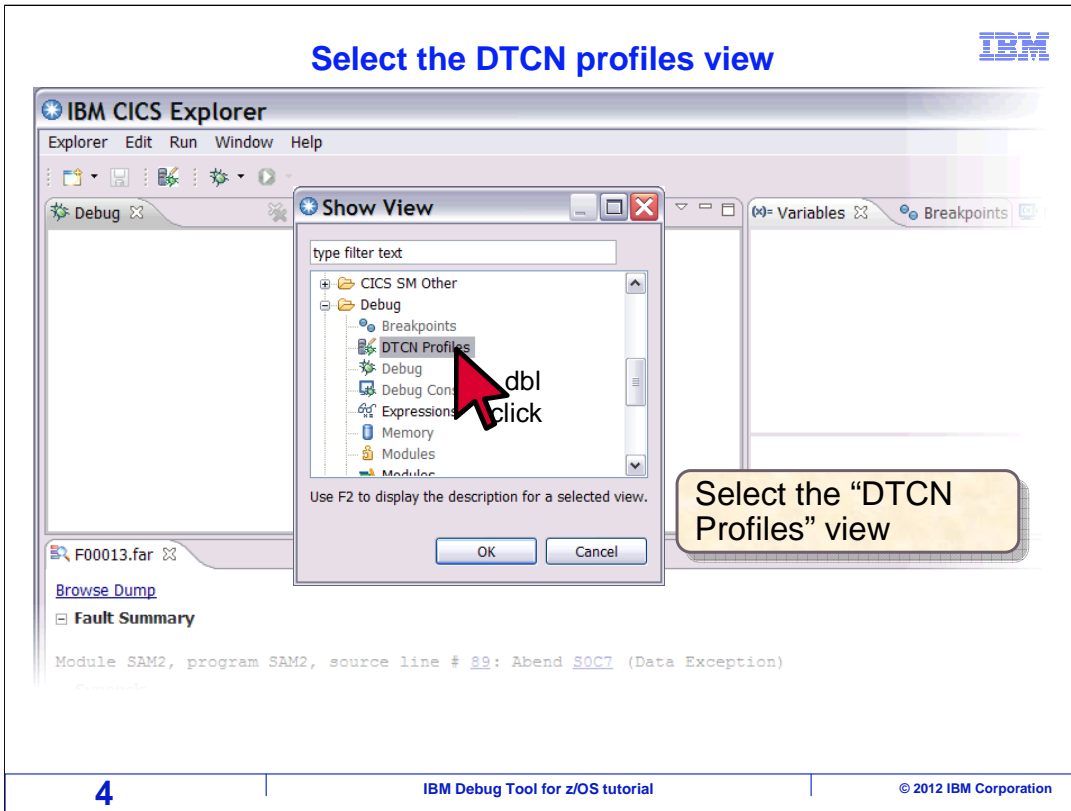 Select the DTCN profiles view
IBM
IBM CICS Explorer
Explorer Edit Run Window Help
Debug
Show View
(x)= Variables
Breakpoints
type filter text
CICS SM Other
Debug
Breakpoints
DTCN Profiles
Debug
Debug Con
Expressions
Memory
Modules
Modules
dbl
click
Use F2 to display the description for a selected view.
OK Cancel
Select the “DTCN
Profiles” view
F00013.far
Browse Dump
Fault Summary
Module SAM2, program SAM2, source line # 89: Abend S0C7 (Data Exception)
4
IBM Debug Tool for z/OS tutorial
© 2012 IBM Corporation